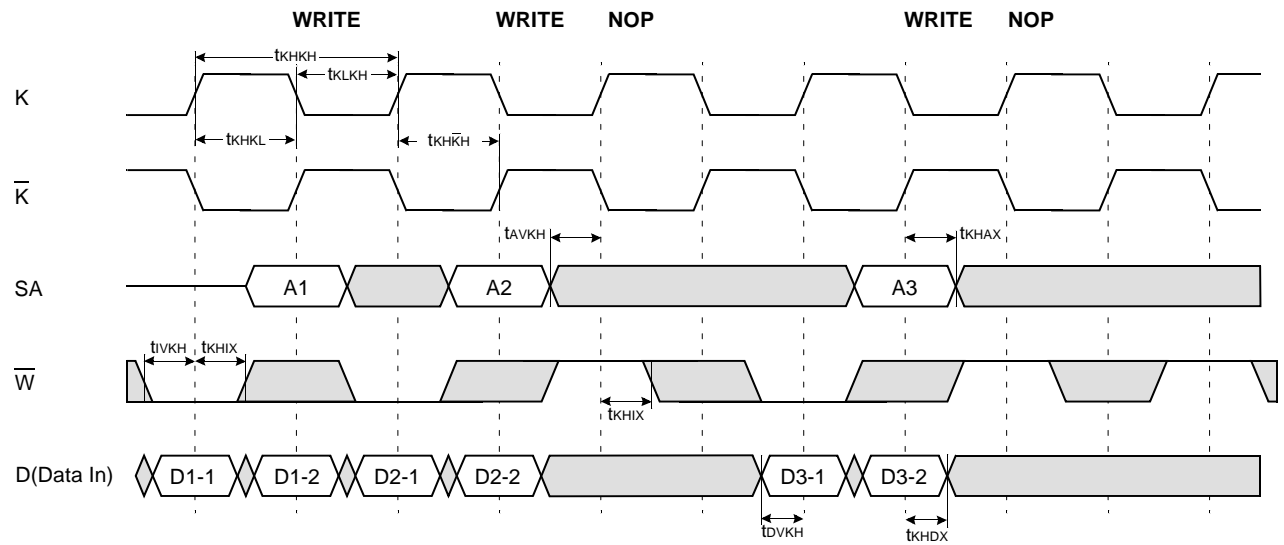 WRITE WRITE NOP WRITE NOP
tKHKH
tKLKH
K
tKHKL tKHK̅H
K̅
tAVKH tKHAX
SA A1 A2 A3
tIVKH tKHIX
W̅
tKHIX
D(Data In) D1-1 D1-2 D2-1 D2-2 D3-1 D3-2
tDVKH tKHDX